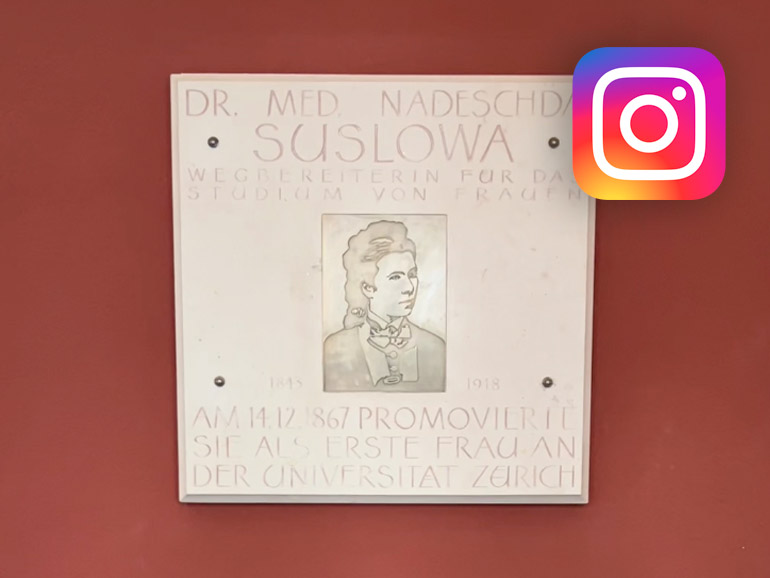 DR. MED. NADESCHDA
SUSLOWA
WEGBEREITERIN FÜR DAS
STUDIUM VON FRAUEN
1843 1918
AM 14.12.1867 PROMOVIERTE
SIE ALS ERSTE FRAU AN
DER UNIVERSITÄT ZÜRICH